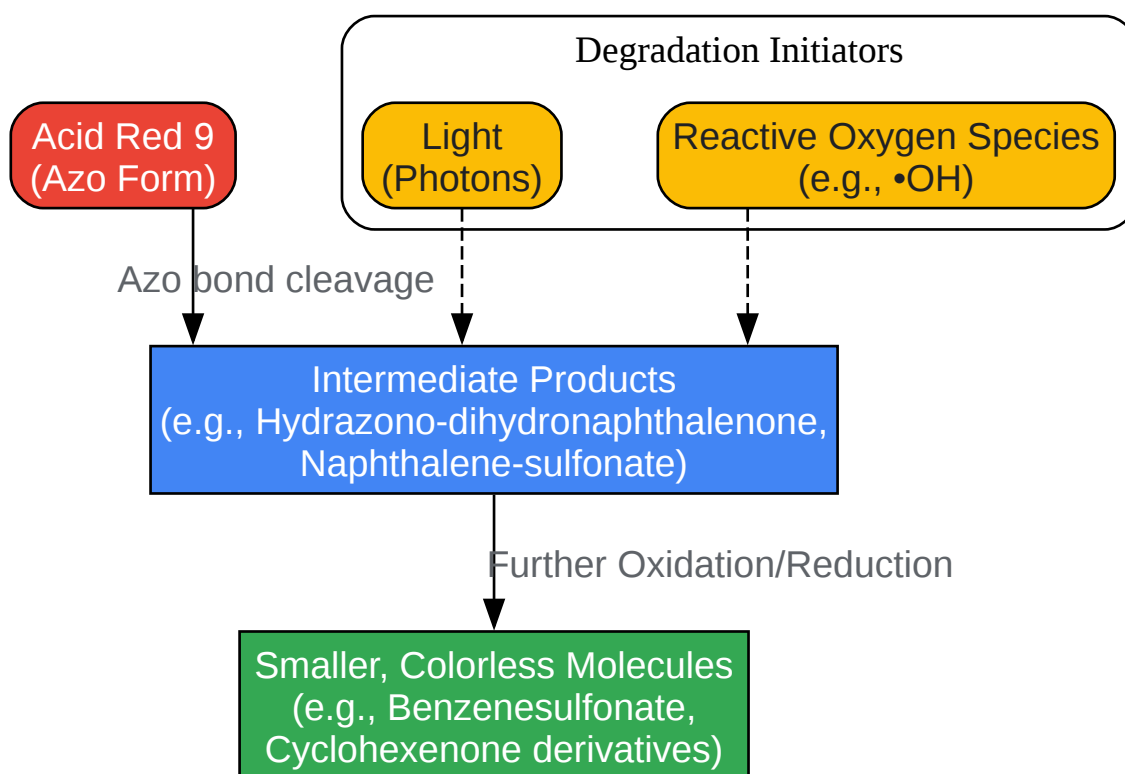 Degradation Initiators
Acid Red 9
(Azo Form)
Light
(Photons)
Reactive Oxygen Species
(e.g., •OH)
Azo bond cleavage
Intermediate Products
(e.g., Hydrazono-dihydronaphthalenone,
Naphthalene-sulfonate)
Further Oxidation/Reduction
Smaller, Colorless Molecules
(e.g., Benzenesulfonate,
Cyclohexenone derivatives)